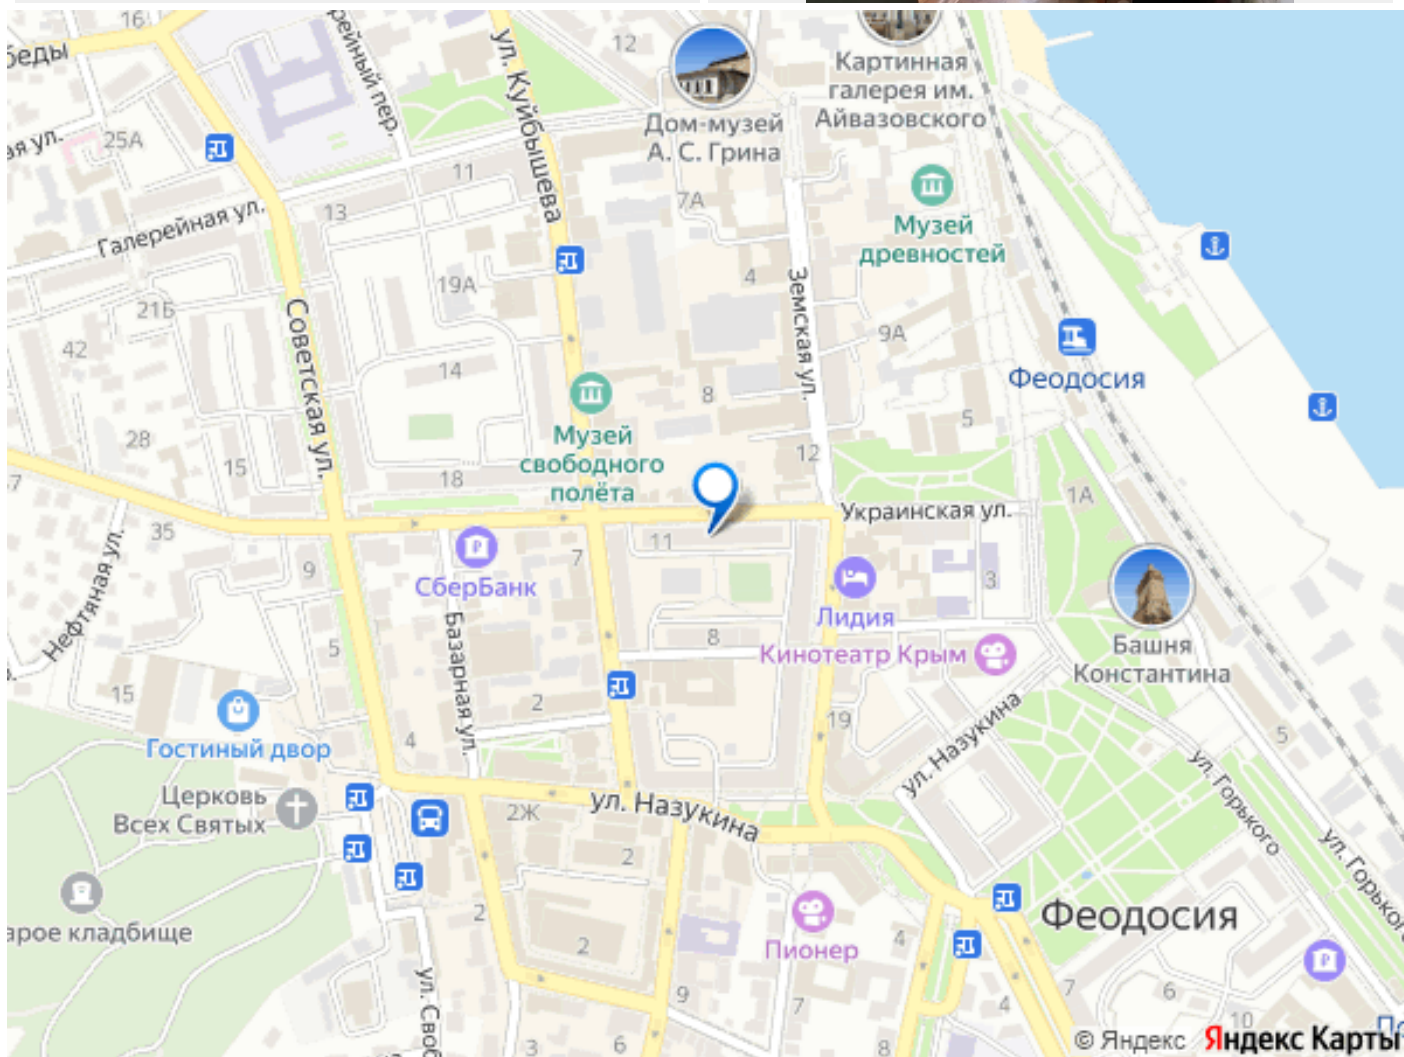 16
беды
ул. Куйбышева
12
Картинная
галерея им.
Айвазовского
Дом-музей
А. С. Грина
25А
ая ул.
рейный пер.
11
7А
13
Галерейная ул.
Музей
древностей
19А
4
Земская ул.
21Б
Советская ул.
42
9А
14
Феодосия
8
5
28
Музей
свободного
полёта
15
18
12
1А
Украинская ул.
35
11
7
9
СберБанк
3
Нефтяная ул.
Лидия
Базарная ул.
5
8
Кинотеатр Крым
Башня
Константина
15
2
19
ул. Назукина
5
Гостиный двор
4
ул. Горького
Церковь
Всех Святых
2Ж
ул. Назукина
ул. Горького
2
2
арое кладбище
2
Пионер
4
Феодосия
ул. Своб
9
7
4
7
6
10
3
6
8
© Яндекс Яндекс Карты